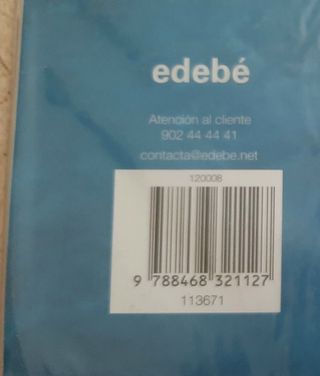 edebé
Atención al cliente
902 44 44 41
contacta@edebe.net
120008
9 788468 321127
113671